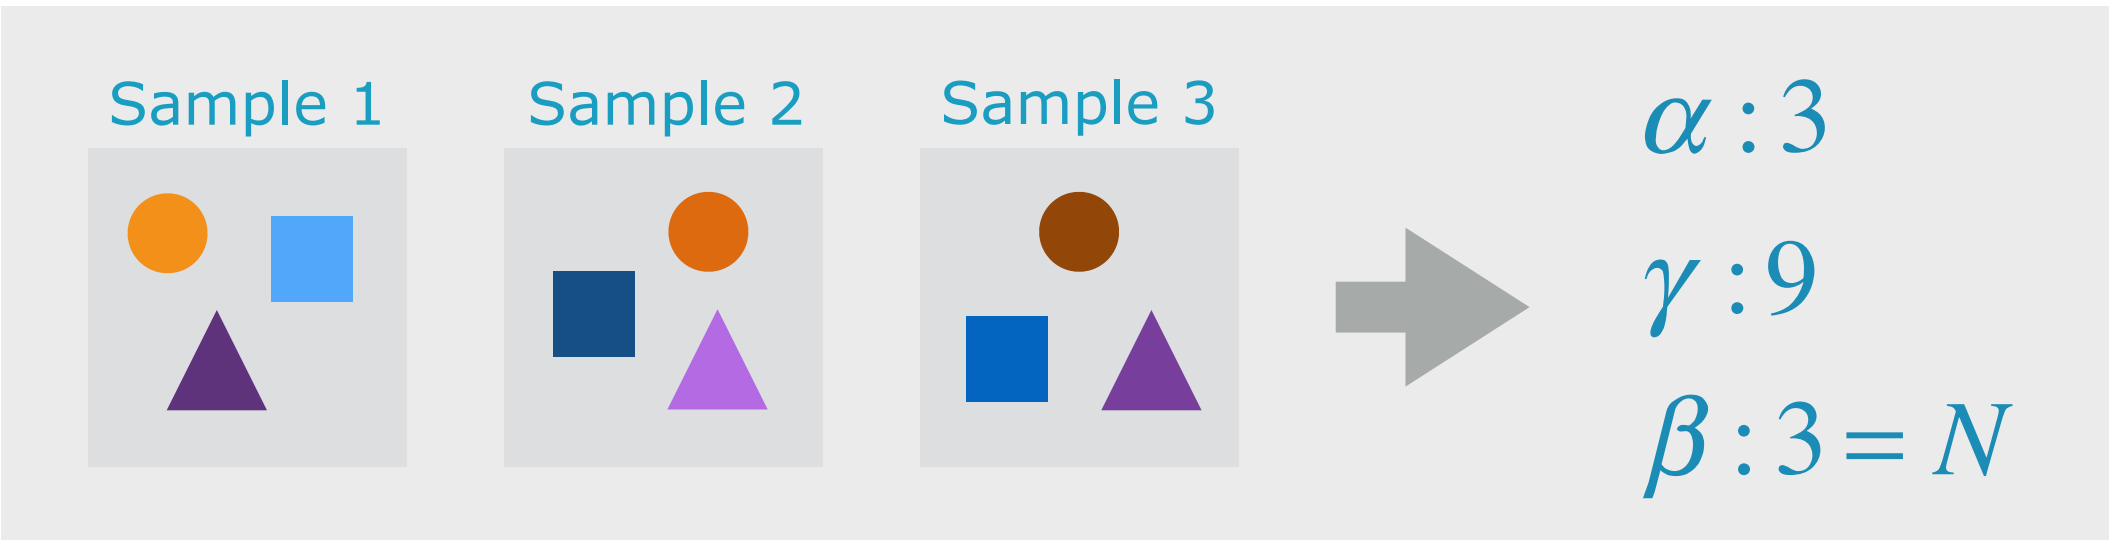 Sample 1
Sample 2
Sample 3
α : 3
γ : 9
β : 3 = N